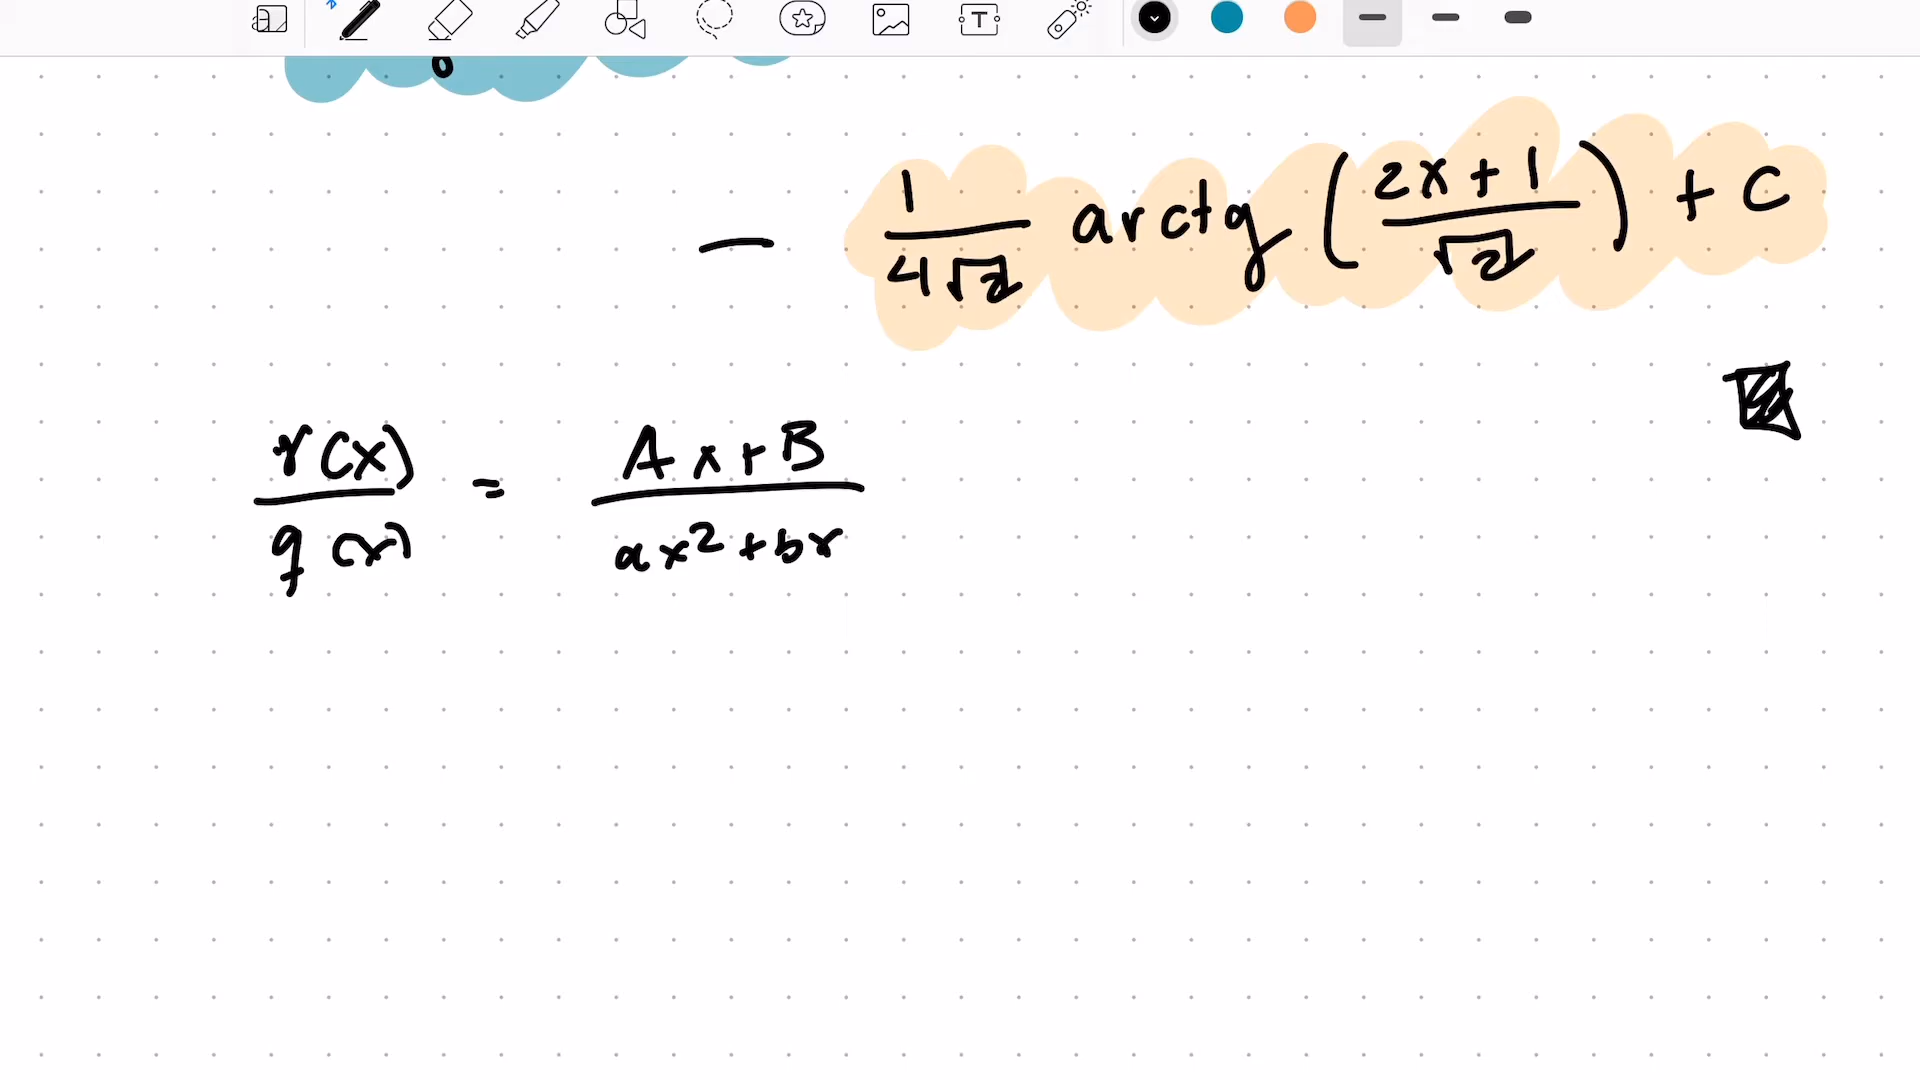 - 1/(4√2) arctg ((2x+1)/√2) + C
r(x)/q(x) = (Ax+B)/(ax²+bx